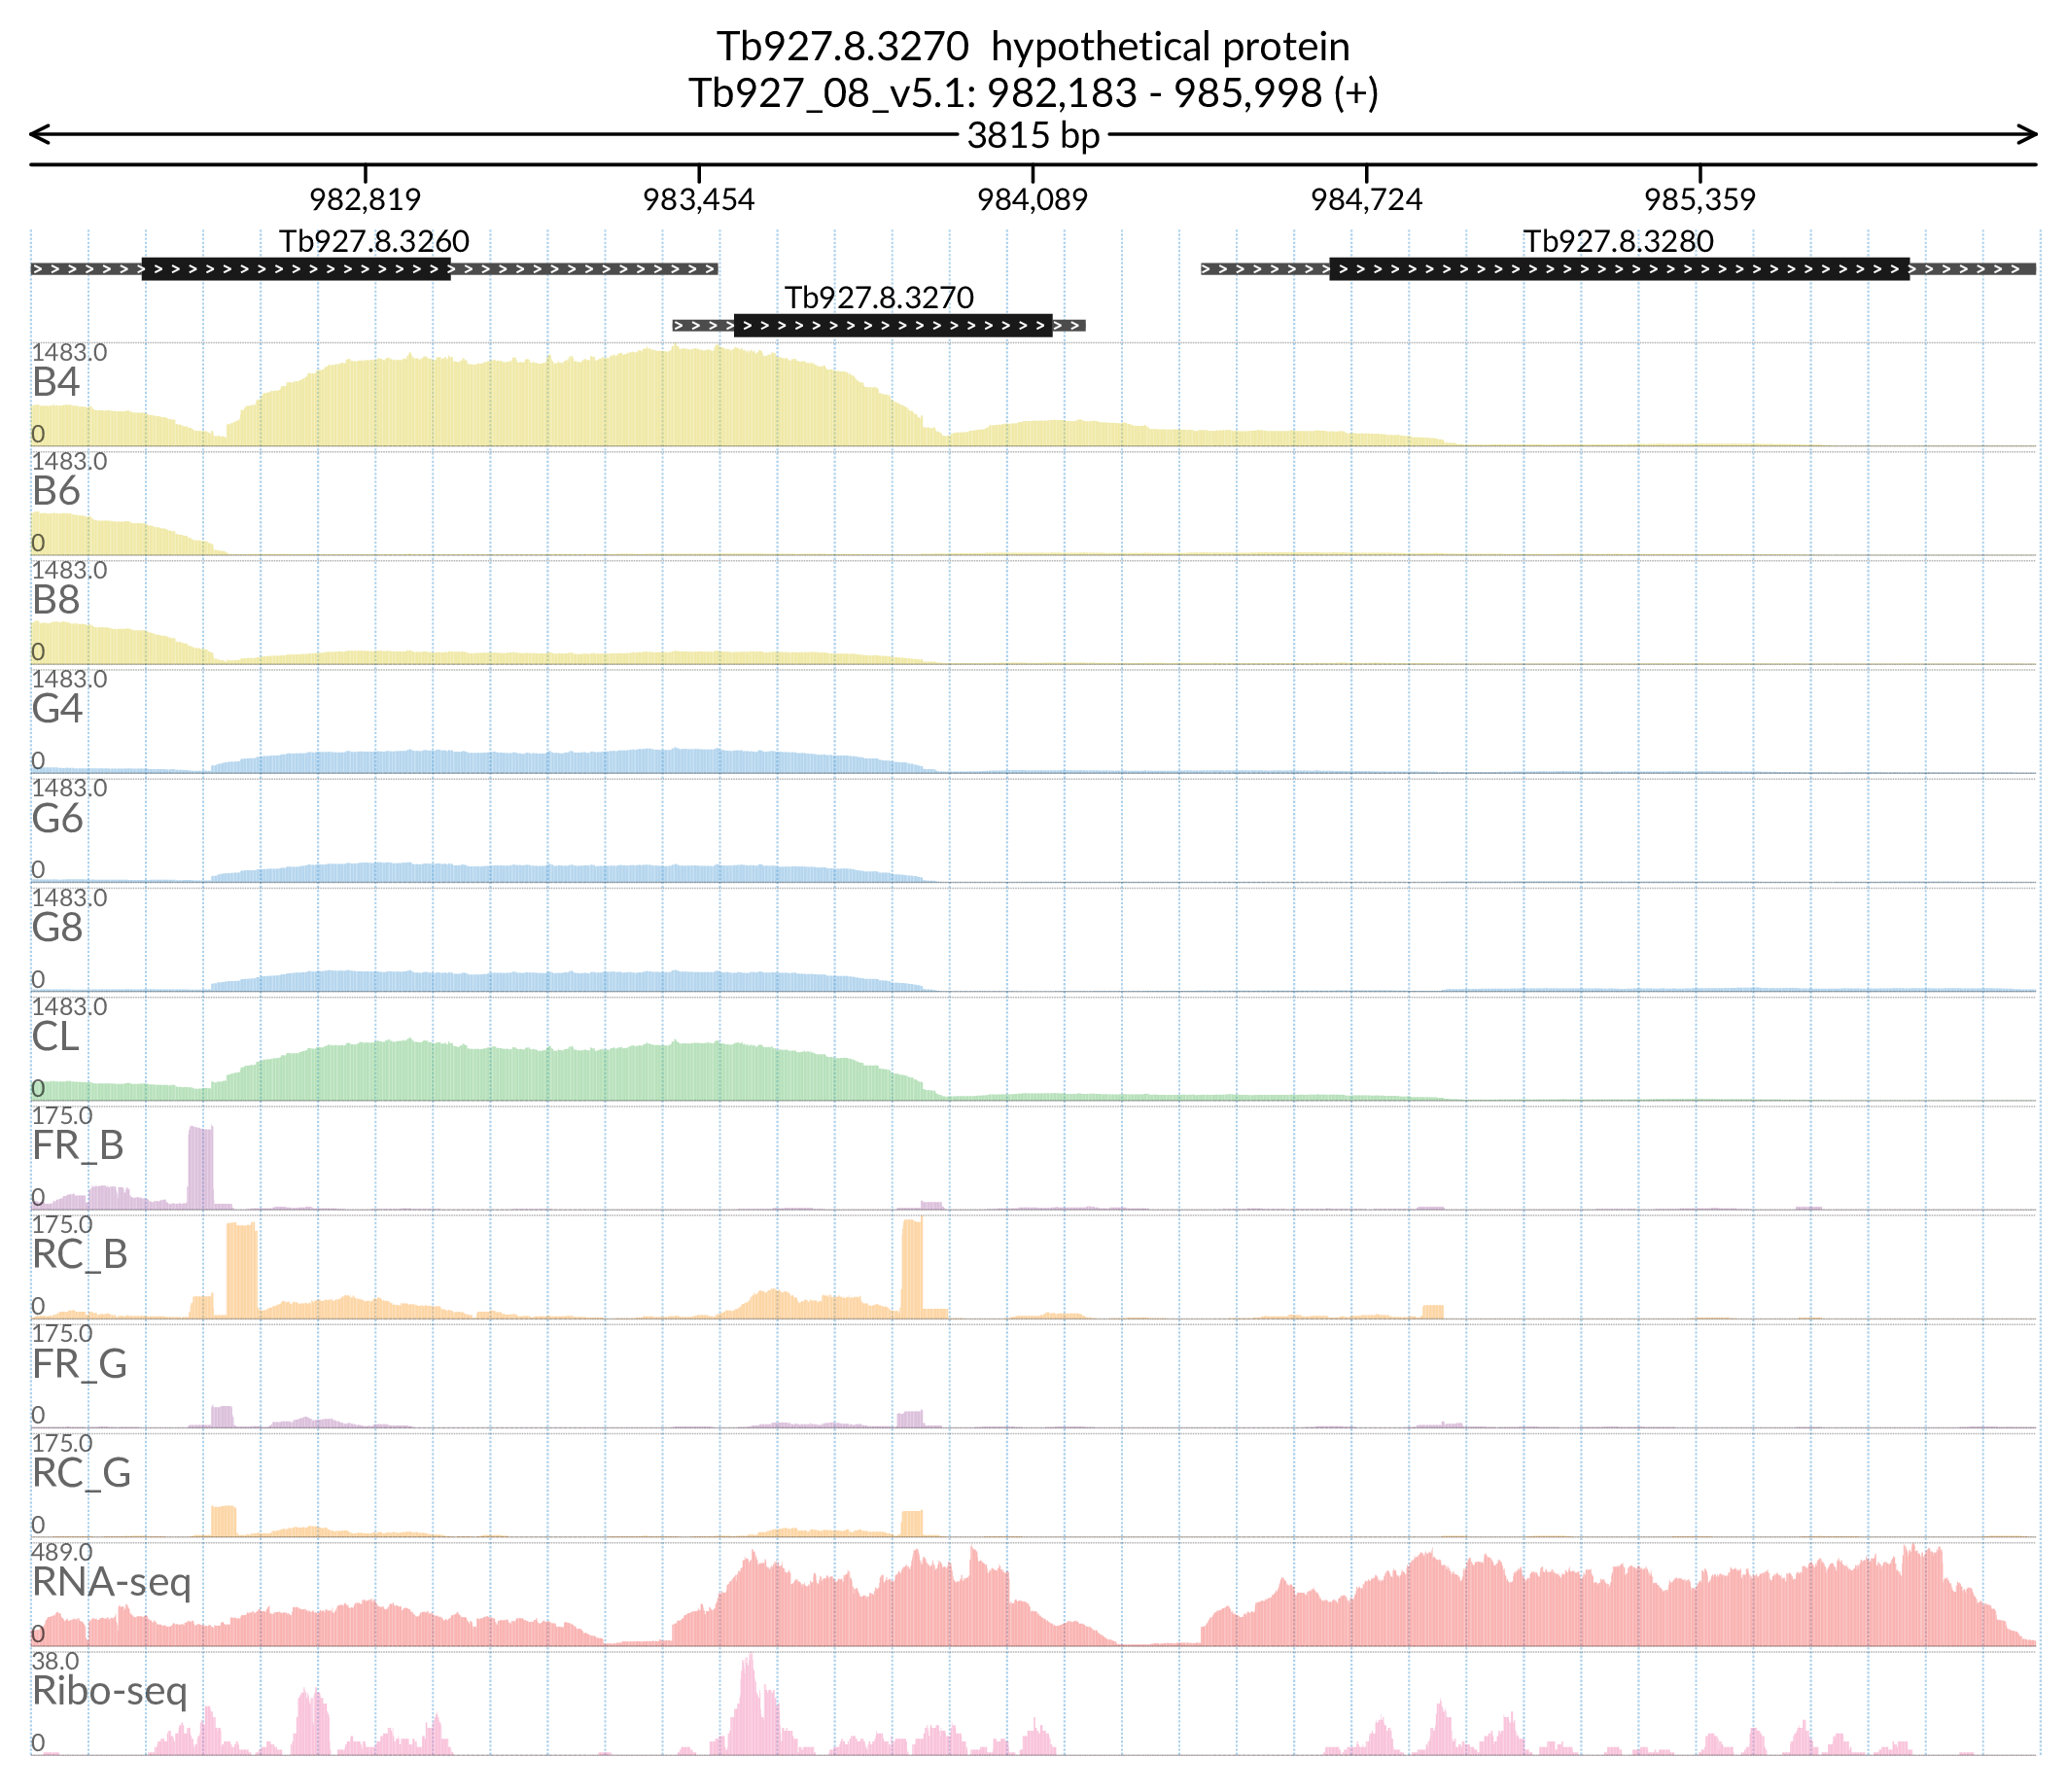 Tb927.8.3270  hypothetical protein
Tb927_08_v5.1: 982,183 - 985,998 (+)
3815 bp
982,819 983,454 984,089 984,724 985,359
Tb927.8.3260 Tb927.8.3280
Tb927.8.3270
1483.0
B4
0
1483.0
B6
0
1483.0
B8
0
1483.0
G4
0
1483.0
G6
0
1483.0
G8
0
1483.0
CL
0
175.0
FR_B
0
175.0
RC_B
0
175.0
FR_G
0
175.0
RC_G
0
489.0
RNA-seq
0
38.0
Ribo-seq
0